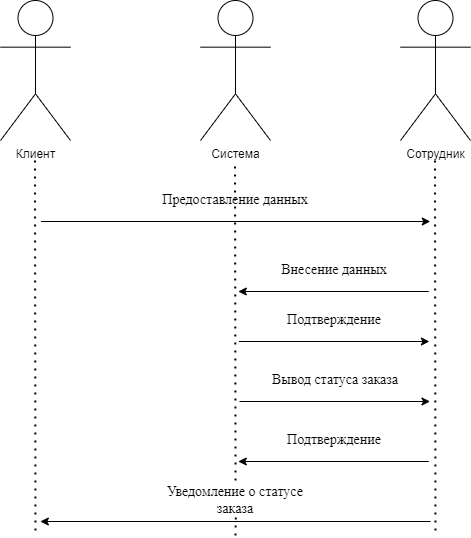 Клиент Система Сотрудник
Предоставление данных
Внесение данных
Подтверждение
Вывод статуса заказа
Подтверждение
Уведомление о статусе
заказа